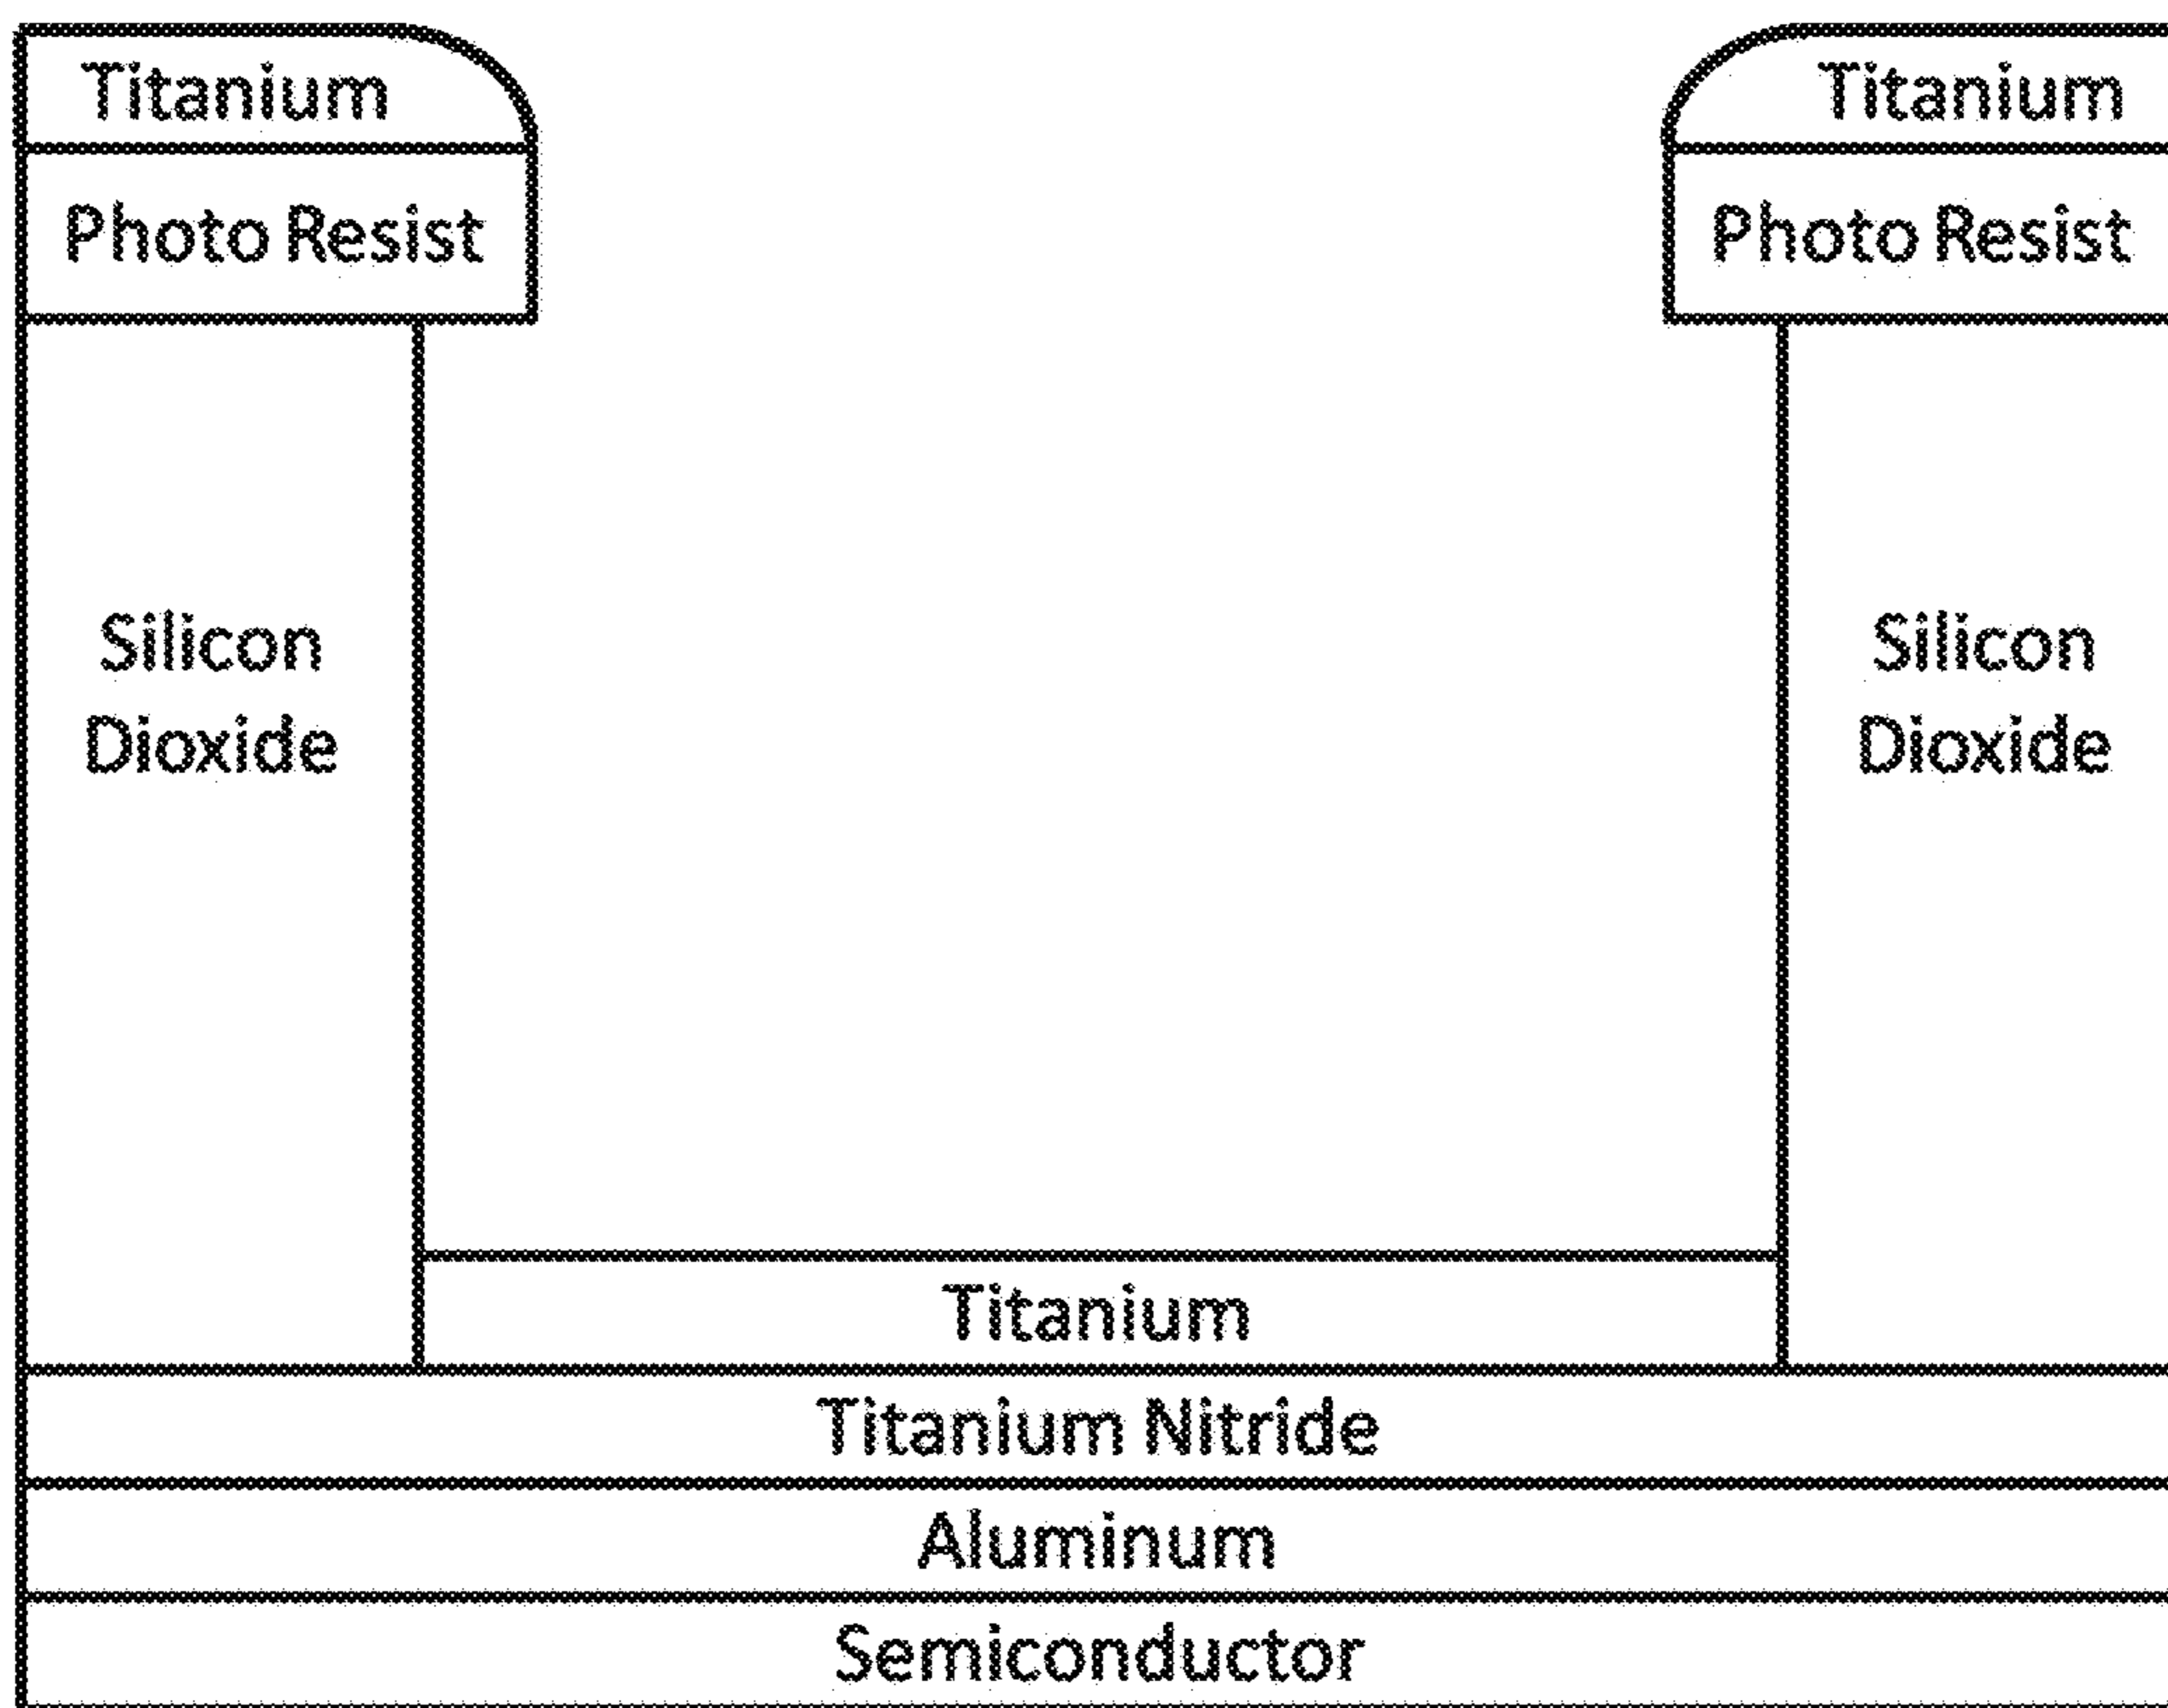 Titanium
Titanium
Photo Resist
Photo Resist
Silicon
Dioxide
Silicon
Dioxide
Titanium
Titanium Nitride
Aluminum
Semiconductor